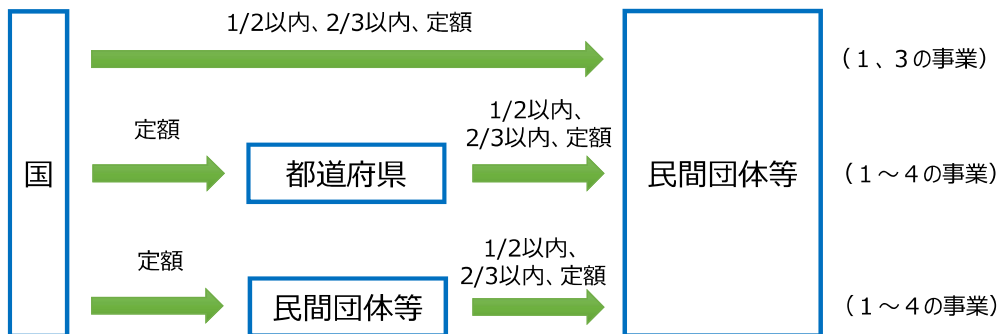 1/2以内、2/3以内、定額
（１、３の事業）
定額
1/2以内、
2/3以内、定額
国
都道府県
民間団体等
（１～４の事業）
定額
1/2以内、
2/3以内、定額
民間団体等
（１～４の事業）